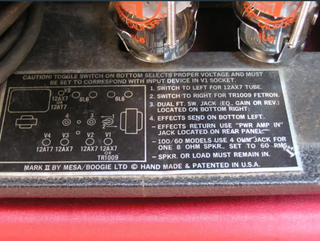 CAUTION! TOGGLE SWITCH ON BOTTOM SELECTS PROPER VOLTAGE AND MUST
BE SET TO CORRESPOND WITH INPUT DEVICE IN V1 SOCKET.
1. SWITCH TO LEFT FOR 12AX7 TUBE.
2. SWITCH TO RIGHT FOR TR1009 FETRON.
3. DUAL FT. SW. JACK (EQ., GAIN OR REV.)
LOCATED ON BOTTOM RIGHT.
4. EFFECTS SEND ON BOTTOM LEFT.
- EFFECTS RETURN USE "PWR AMP IN"
JACK LOCATED ON REAR PANEL.
- 100/60 MODELS USE 4 OHM JACK FOR
ONE 8 OHM SPKR. SET TO 60 RMS
- SPKR. OR LOAD MUST REMAIN IN.
12AX7
V5
12AX7
6L6
6L6
V4 V3 V2 V1
12AX7 12AX7 12AX7 12AX7
OR
TR1009
MARK II BY MESA/BOOGIE LTD © HAND MADE & PATENTED IN U.S.A.